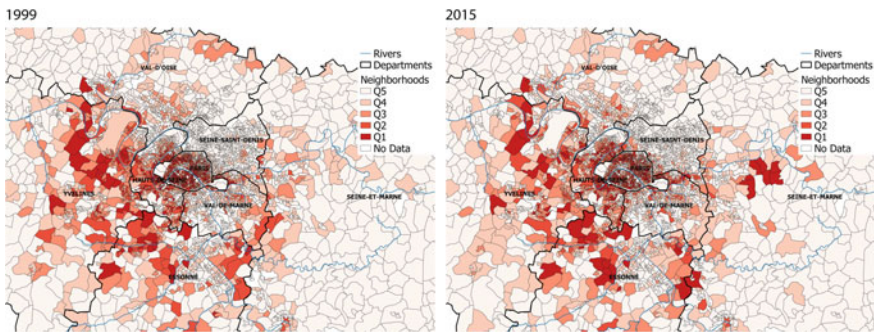 1999
Rivers
Departments
Neighborhoods
Q5
Q4
Q3
Q2
Q1
No Data
VAL-D'OISE
SEINE-SAINT-DENIS
PARIS
HAUTS-DE-SEINE
YVELINES
VAL-DE-MARNE
SEINE-ET-MARNE
ESSONNE
2015
Rivers
Departments
Neighborhoods
Q5
Q4
Q3
Q2
Q1
No Data
VAL-D'OISE
SEINE-SAINT-DENIS
PARIS
HAUTS-DE-SEINE
YVELINES
VAL-DE-MARNE
SEINE-ET-MARNE
ESSONNE